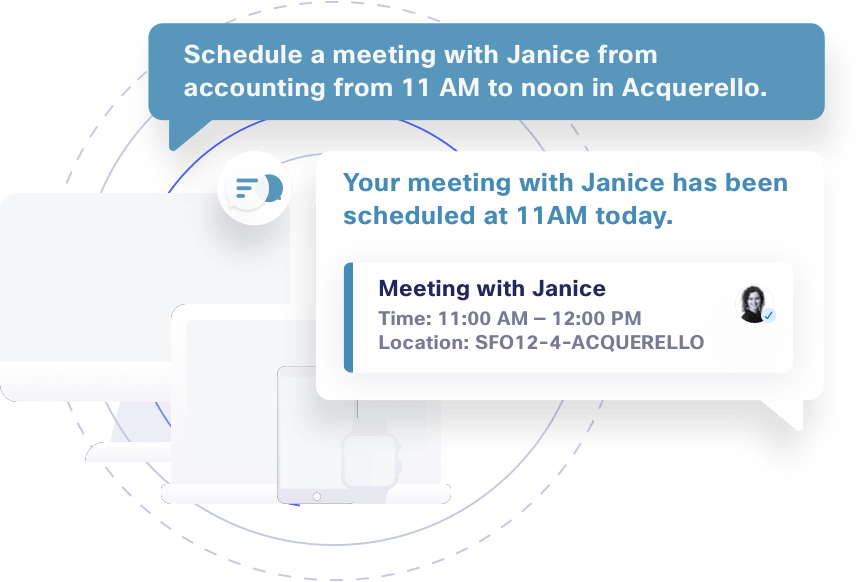 Schedule a meeting with Janice from
accounting from 11 AM to noon in Acquerello.
Your meeting with Janice has been
scheduled at 11AM today.
Meeting with Janice
Time: 11:00 AM – 12:00 PM
Location: SFO12-4-ACQUERELLO